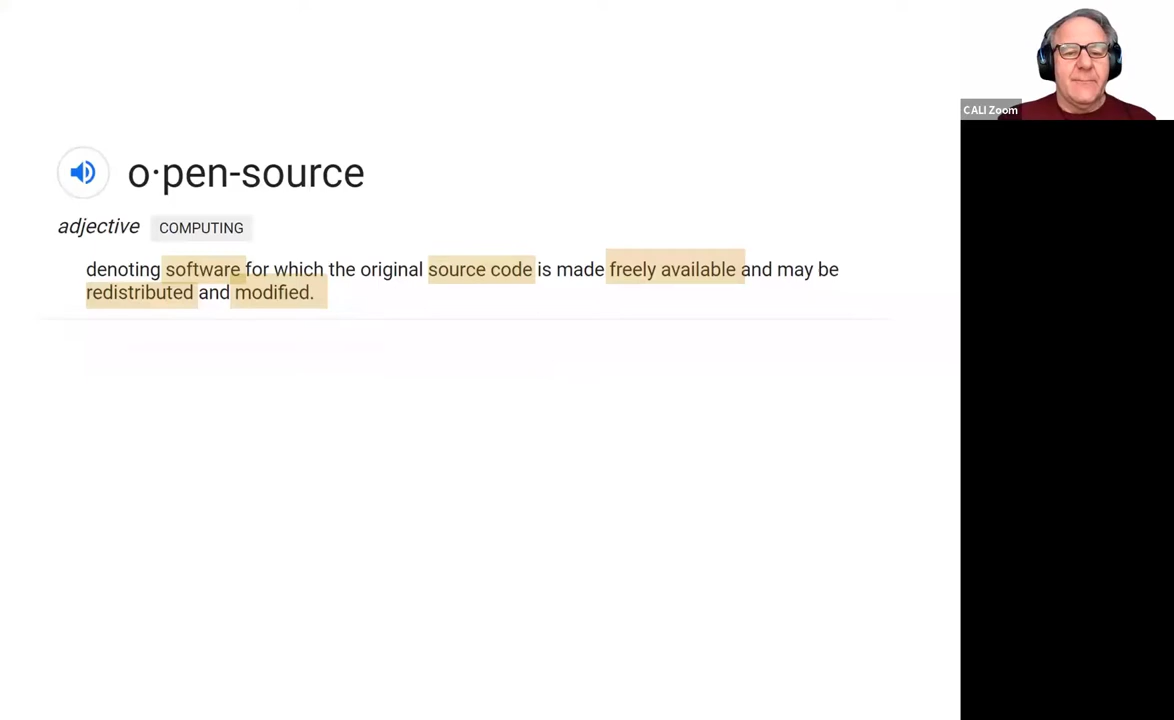 CALI Zoom
o·pen-source
adjective COMPUTING
denoting software for which the original source code is made freely available and may be
redistributed and modified.